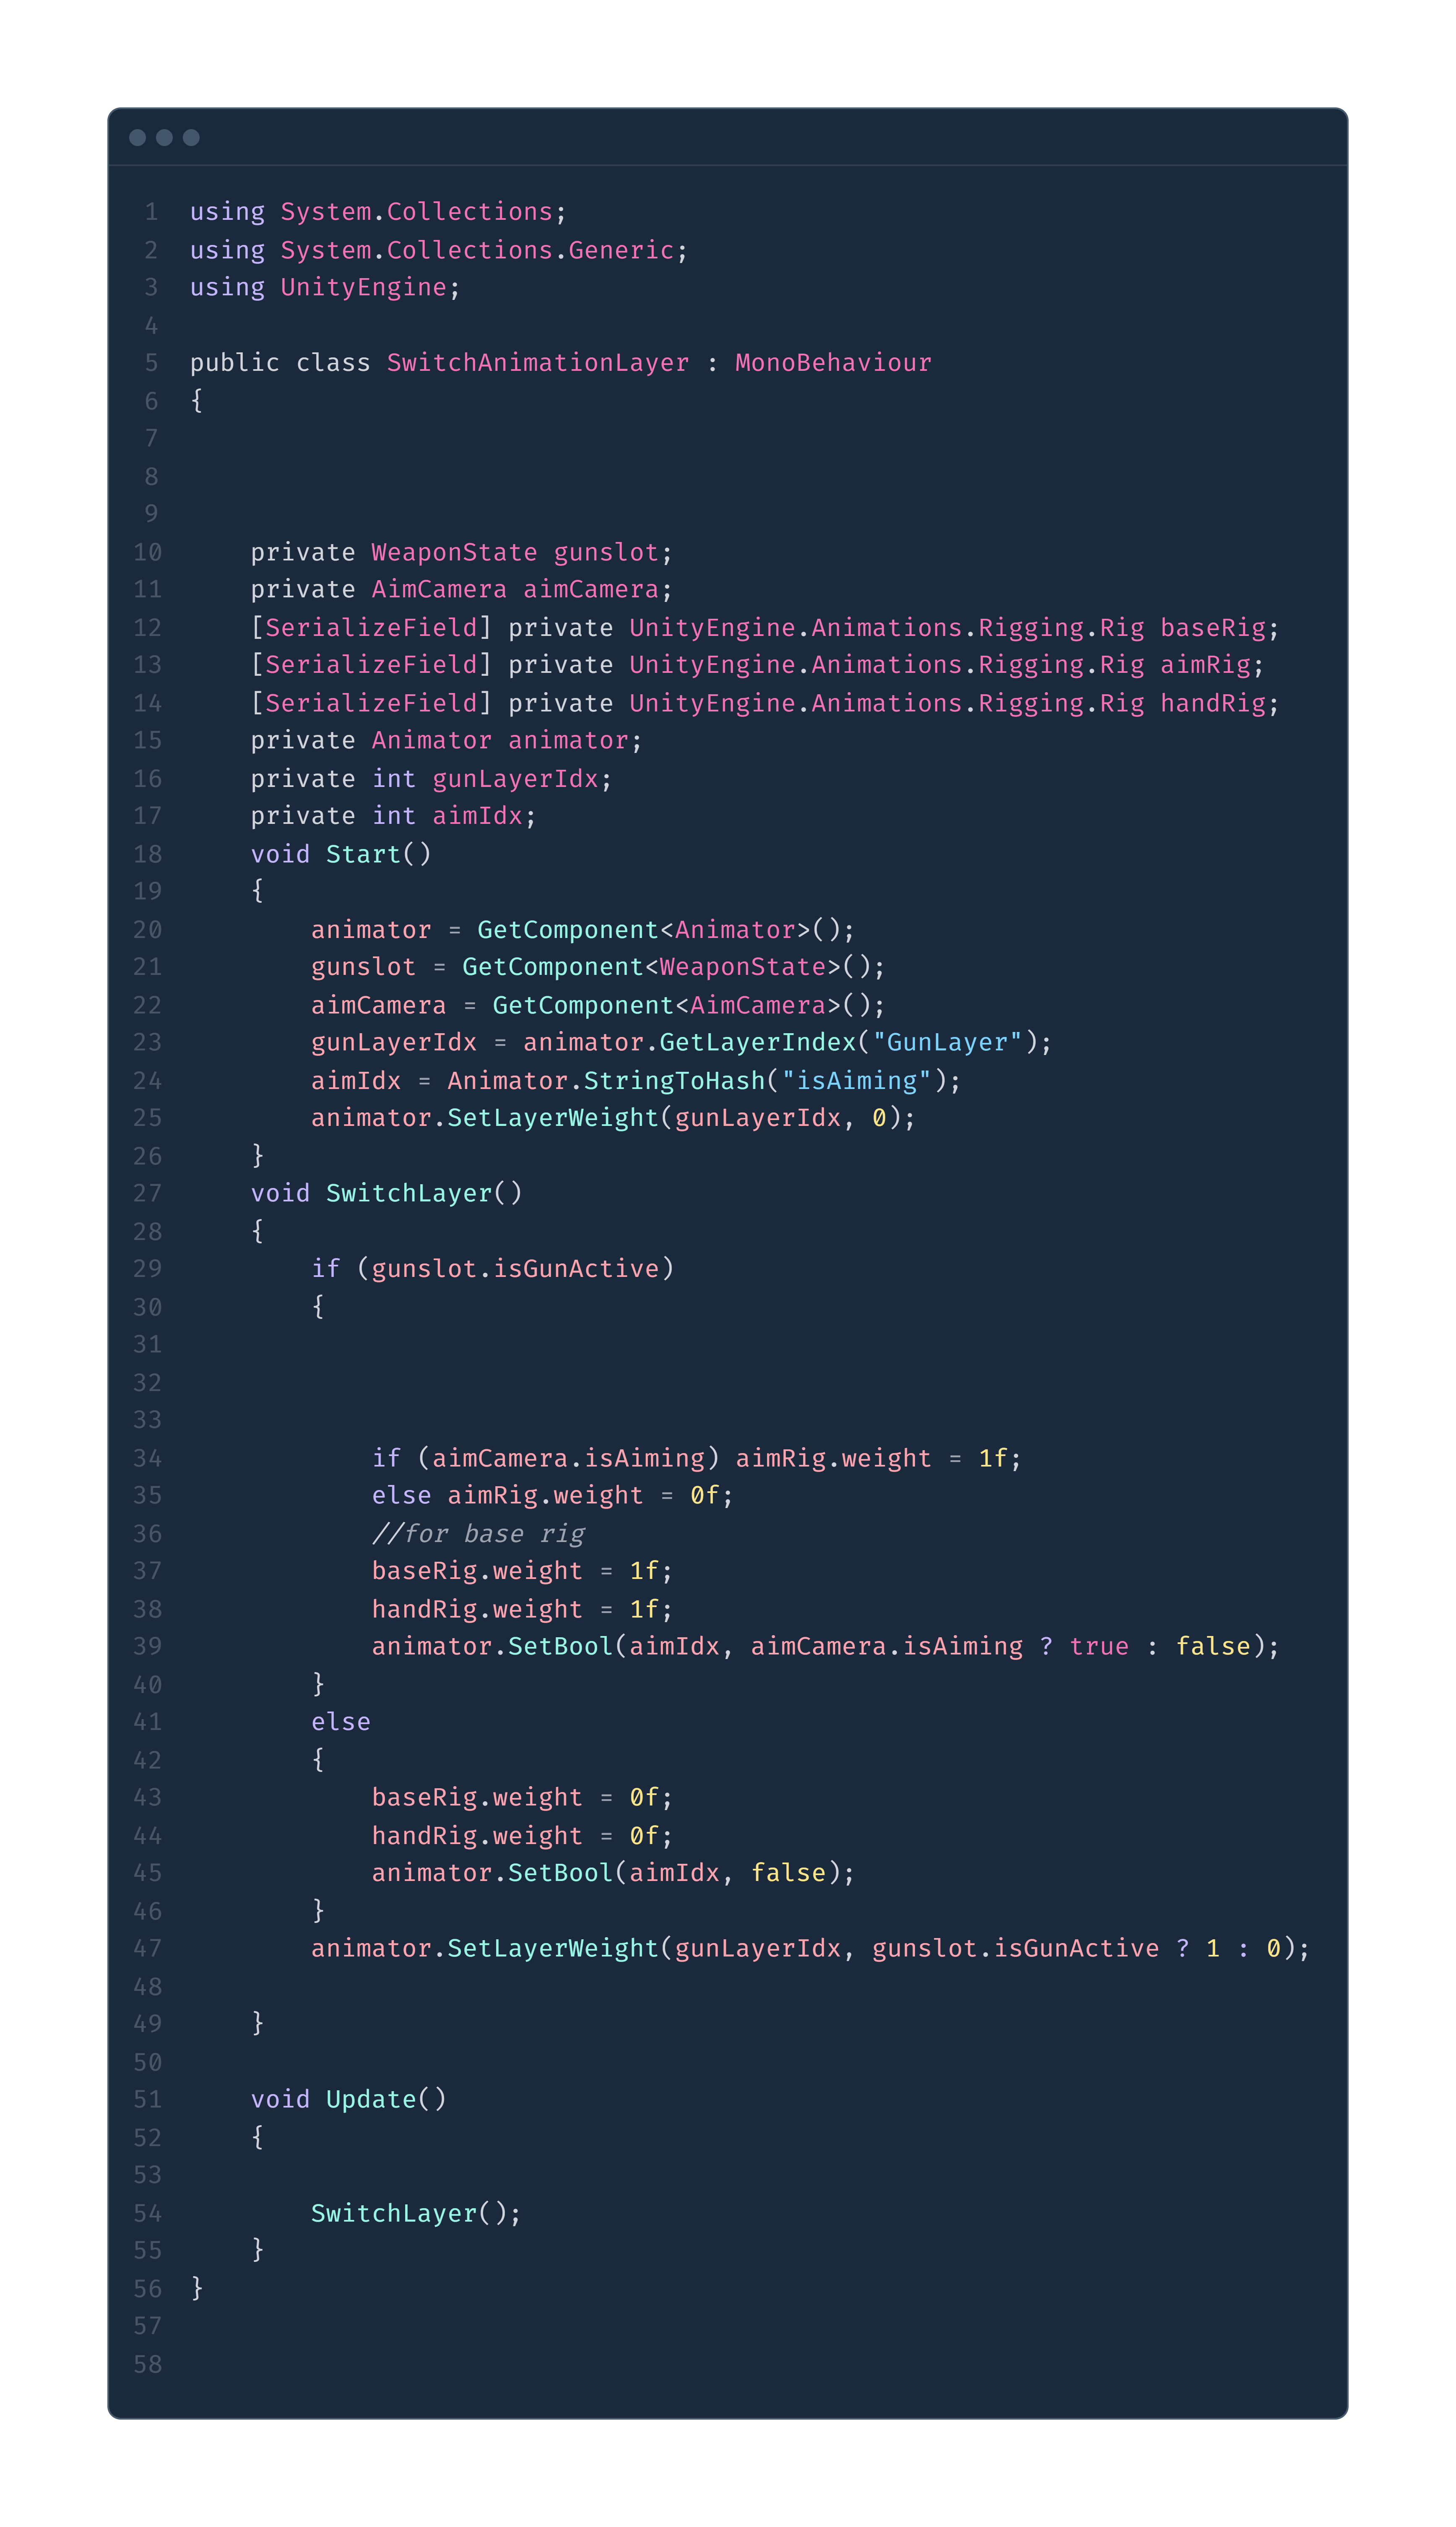 1 using System.Collections;
2 using System.Collections.Generic;
3 using UnityEngine;
4
5 public class SwitchAnimationLayer : MonoBehaviour
6 {
7
8
9
10     private WeaponState gunslot;
11     private AimCamera aimCamera;
12     [SerializeField] private UnityEngine.Animations.Rigging.Rig baseRig;
13     [SerializeField] private UnityEngine.Animations.Rigging.Rig aimRig;
14     [SerializeField] private UnityEngine.Animations.Rigging.Rig handRig;
15     private Animator animator;
16     private int gunLayerIdx;
17     private int aimIdx;
18     void Start()
19     {
20         animator = GetComponent<Animator>();
21         gunslot = GetComponent<WeaponState>();
22         aimCamera = GetComponent<AimCamera>();
23         gunLayerIdx = animator.GetLayerIndex("GunLayer");
24         aimIdx = Animator.StringToHash("isAiming");
25         animator.SetLayerWeight(gunLayerIdx, 0);
26     }
27     void SwitchLayer()
28     {
29         if (gunslot.isGunActive)
30         {
31
32
33
34             if (aimCamera.isAiming) aimRig.weight = 1f;
35             else aimRig.weight = 0f;
36             //for base rig
37             baseRig.weight = 1f;
38             handRig.weight = 1f;
39             animator.SetBool(aimIdx, aimCamera.isAiming ? true : false);
40         }
41         else
42         {
43             baseRig.weight = 0f;
44             handRig.weight = 0f;
45             animator.SetBool(aimIdx, false);
46         }
47         animator.SetLayerWeight(gunLayerIdx, gunslot.isGunActive ? 1 : 0);
48
49     }
50
51     void Update()
52     {
53
54         SwitchLayer();
55     }
56 }
57
58